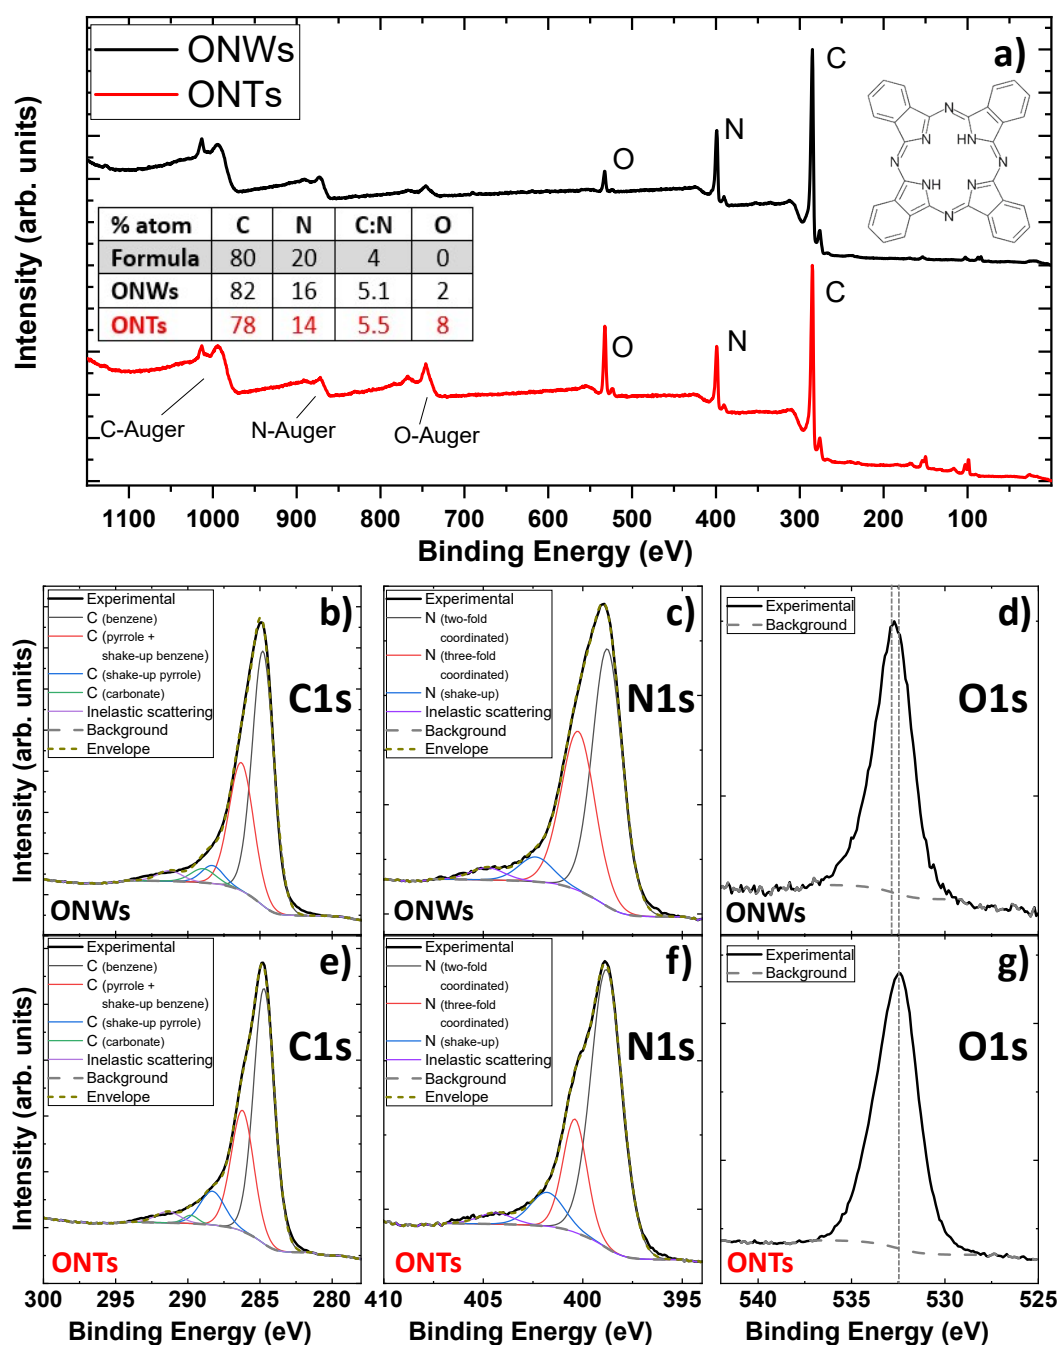 ONWs
ONTs
a)
C
N
O
N
N
N
N
N
HN
NH
N
N
% atom C N C:N O
Formula 80 20 4 0
ONWs 82 16 5.1 2
ONTs 78 14 5.5 8
C
N
O
C-Auger
N-Auger
O-Auger
Intensity (arb. units)
1100 1000 900 800 700 600 500 400 300 200 100
Binding Energy (eV)
b)
Experimental
C (benzene)
C (pyrrole +
shake-up benzene)
C (shake-up pyrrole)
C (carbonate)
Inelastic scattering
Background
Envelope
C1s
ONWs
Intensity (arb. units)
c)
Experimental
N (two-fold
coordinated)
N (three-fold
coordinated)
N (shake-up)
Inelastic scattering
Background
Envelope
N1s
ONWs
d)
Experimental
Background
O1s
ONWs
e)
Experimental
C (benzene)
C (pyrrole +
shake-up benzene)
C (shake-up pyrrole)
C (carbonate)
Inelastic scattering
Background
Envelope
C1s
ONTs
Intensity (arb. units)
300 295 290 285 280
Binding Energy (eV)
f)
Experimental
N (two-fold
coordinated)
N (three-fold
coordinated)
N (shake-up)
Inelastic scattering
Background
Envelope
N1s
ONTs
410 405 400 394
Binding Energy (eV)
g)
Experimental
Background
O1s
ONTs
540 535 530 525
Binding Energy (eV)